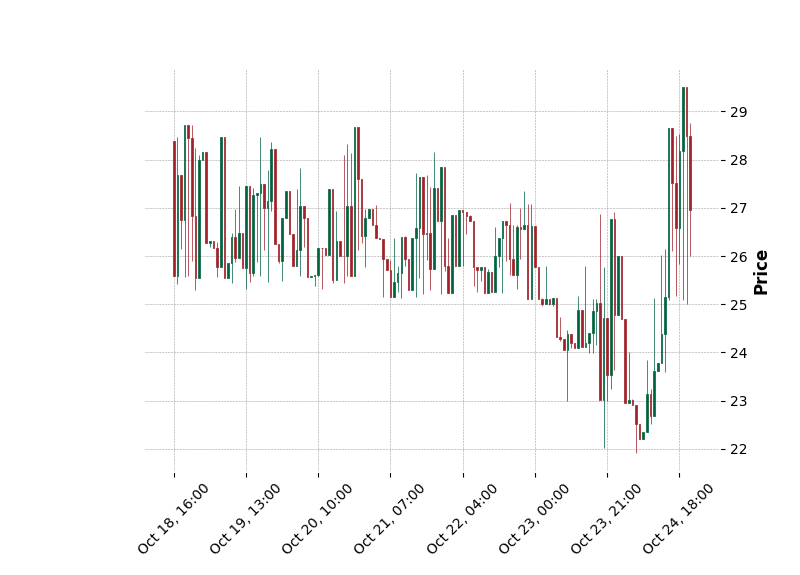 29
28
27
26
25
24
23
22
Price
Oct 18, 16:00
Oct 19, 13:00
Oct 20, 10:00
Oct 21, 07:00
Oct 22, 04:00
Oct 23, 00:00
Oct 23, 21:00
Oct 24, 18:00